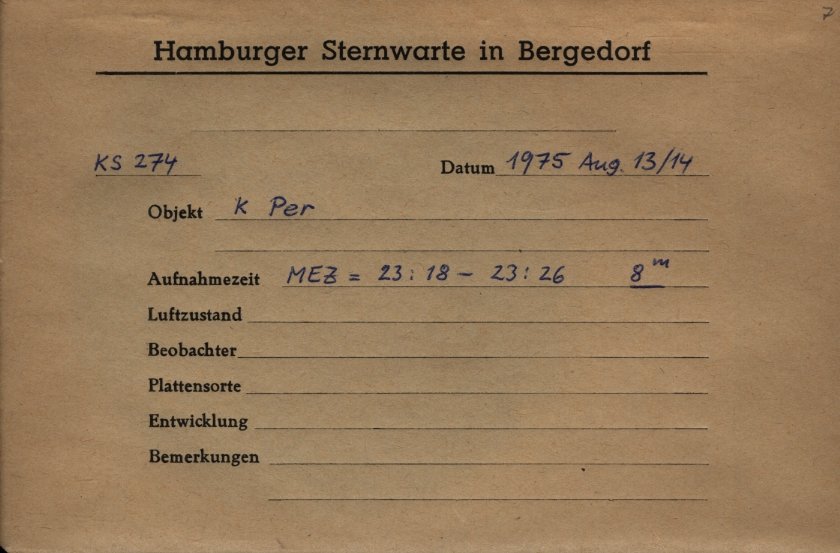 7
Hamburger Sternwarte in Bergedorf
KS 274 Datum 1975 Aug. 13/14
Objekt K Per
Aufnahmezeit MEZ = 23:18 – 23:26 8 m
Luftzustand
Beobachter
Plattensorte
Entwicklung
Bemerkungen